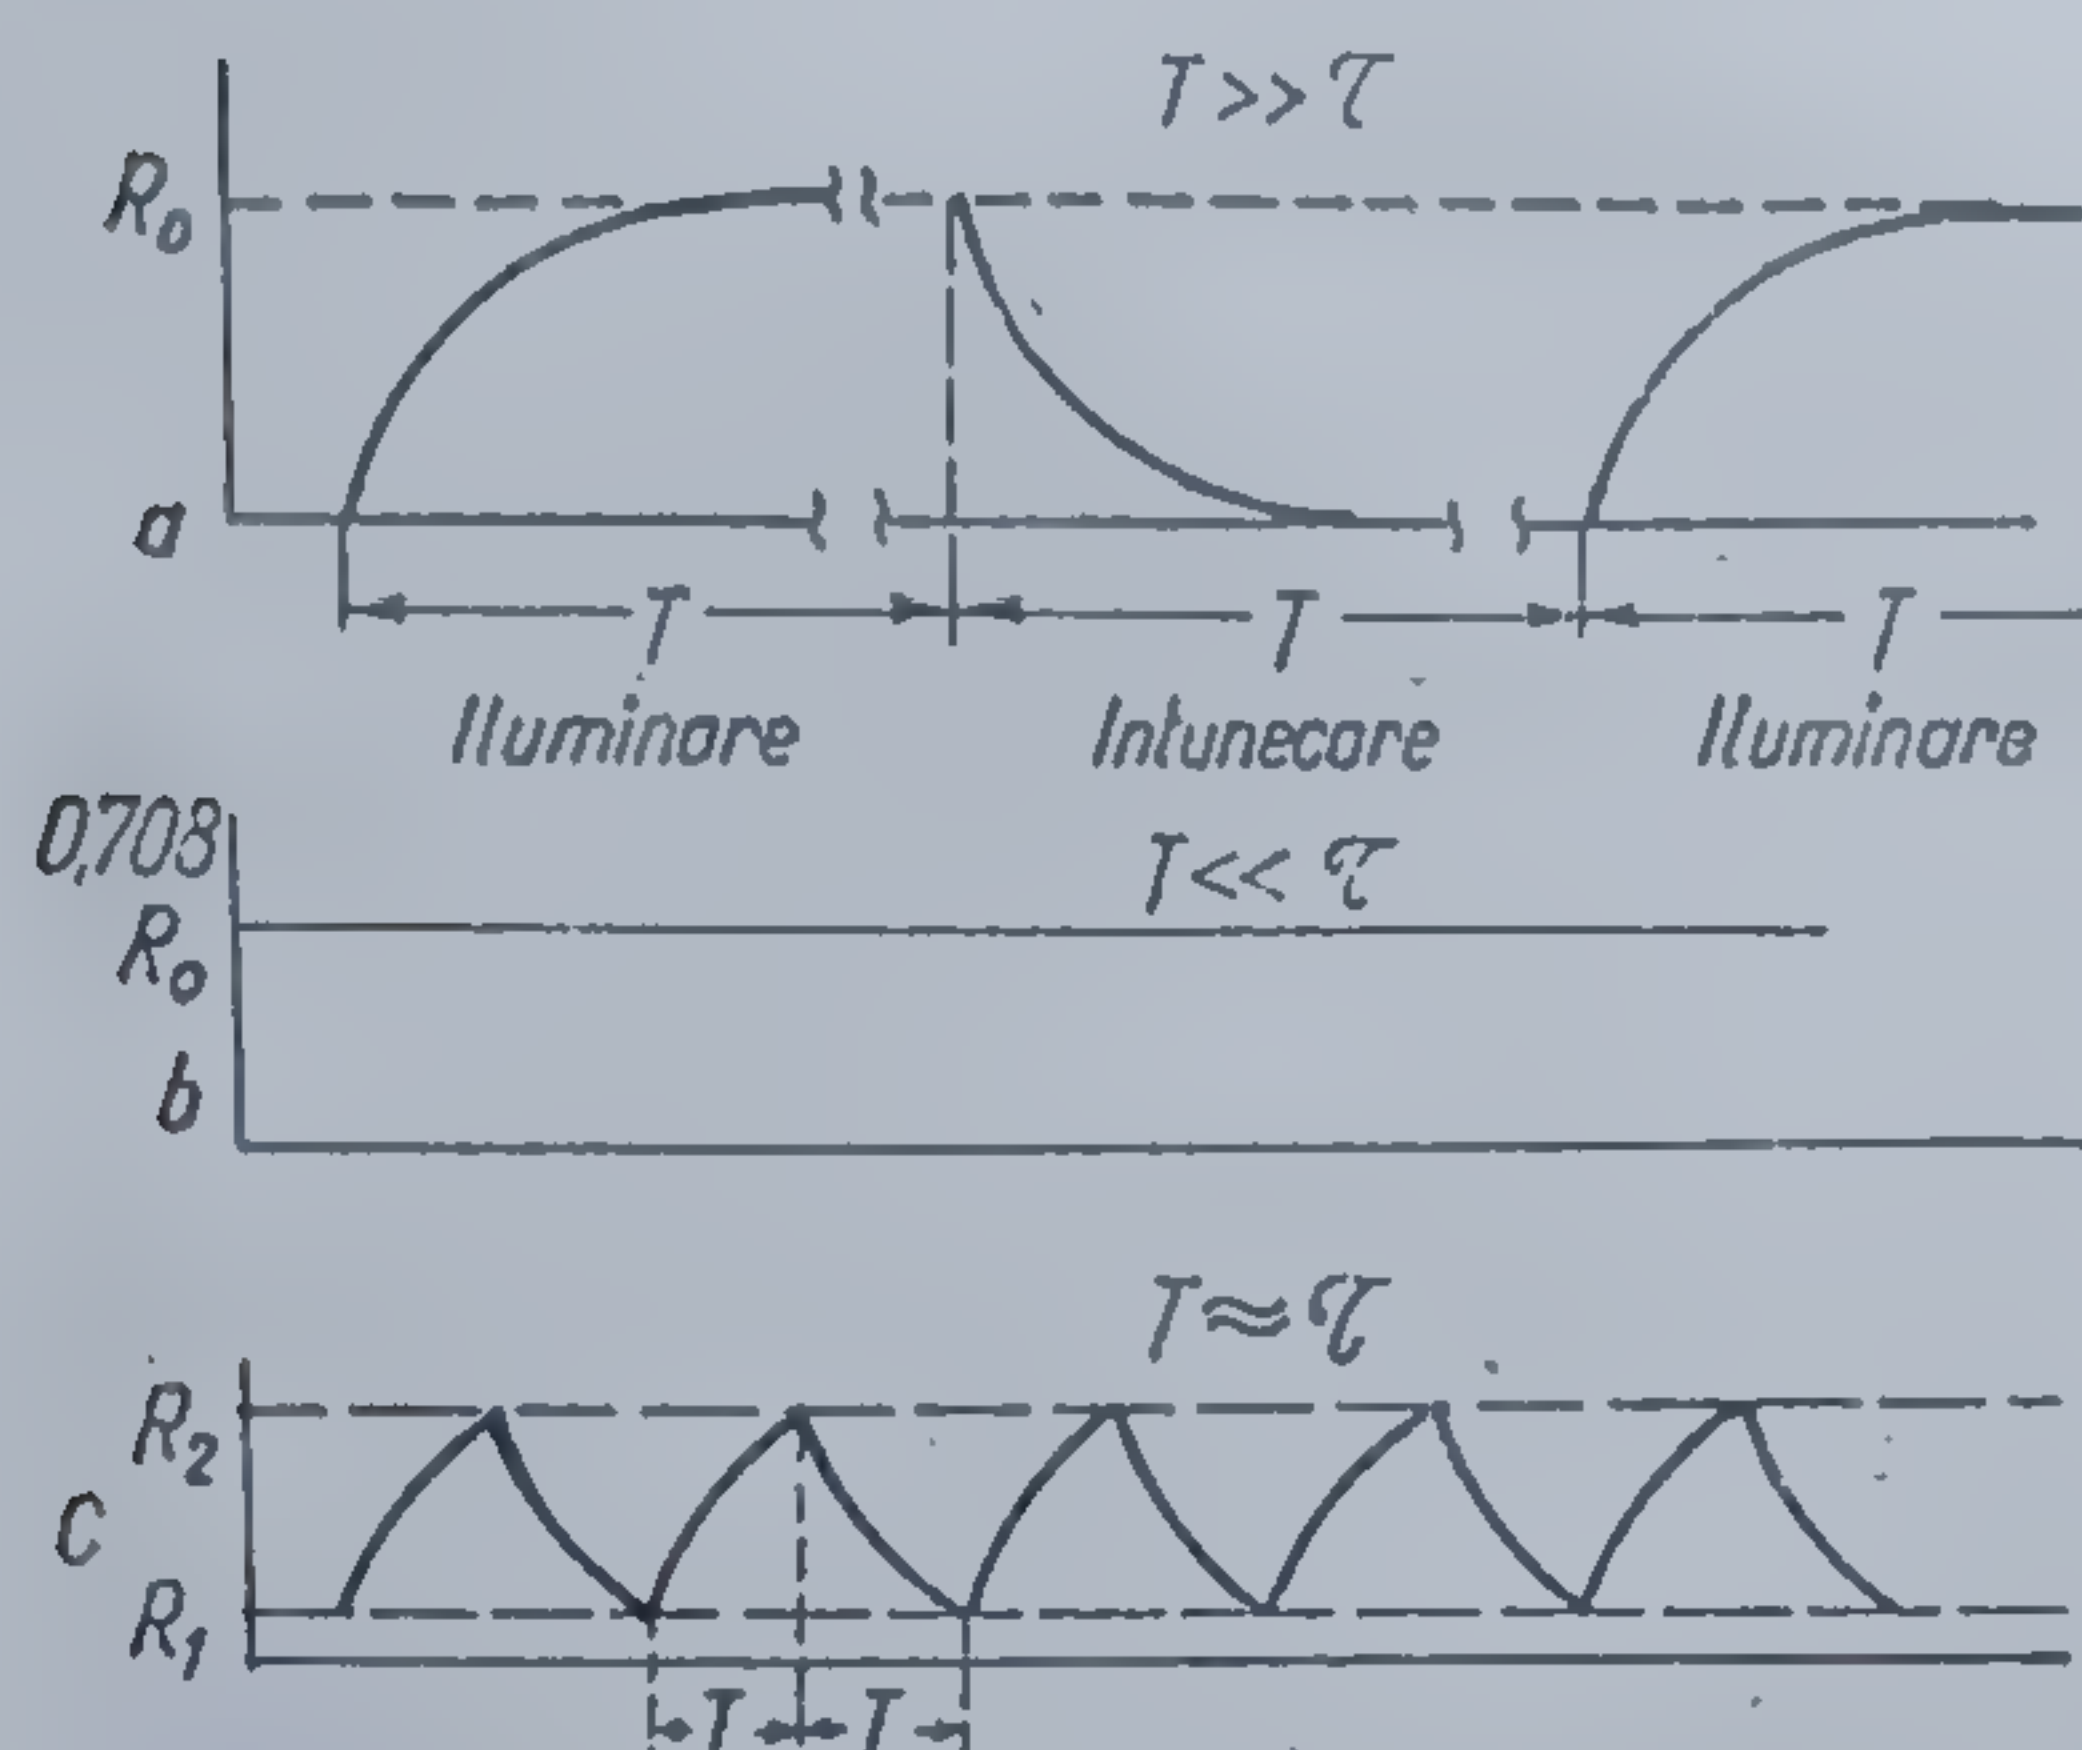 T >> τ
R₀
a
T T T
Iluminare Intunecare Iluminare
0,708
T << τ
R₀
b
T ≈ τ
R₂
C
R₁
T T